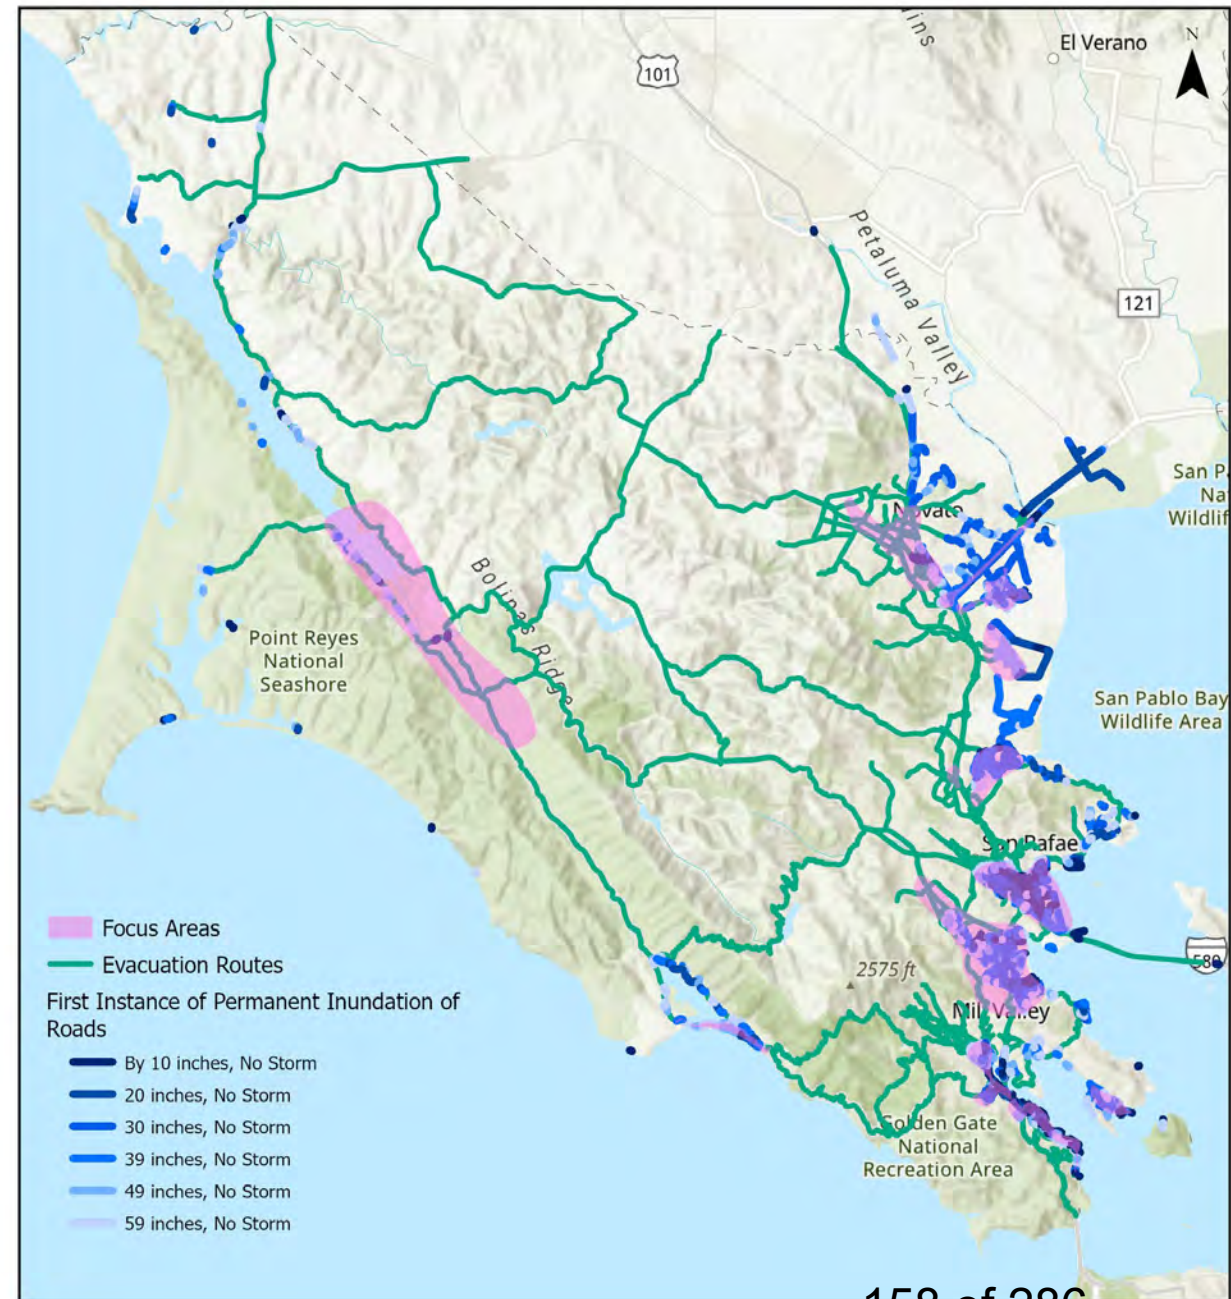 El Verano
N
101
Petaluma Valley
121
San P
Na
Wildlif
Novato
Bolinas Ridge
Point Reyes
National
Seashore
San Pablo Bay
Wildlife Area
San Rafae
Focus Areas
Evacuation Routes
First Instance of Permanent Inundation of
Roads
By 10 inches, No Storm
20 inches, No Storm
30 inches, No Storm
39 inches, No Storm
49 inches, No Storm
59 inches, No Storm
580
2575 ft
Mill Valley
Golden Gate
National
Recreation Area